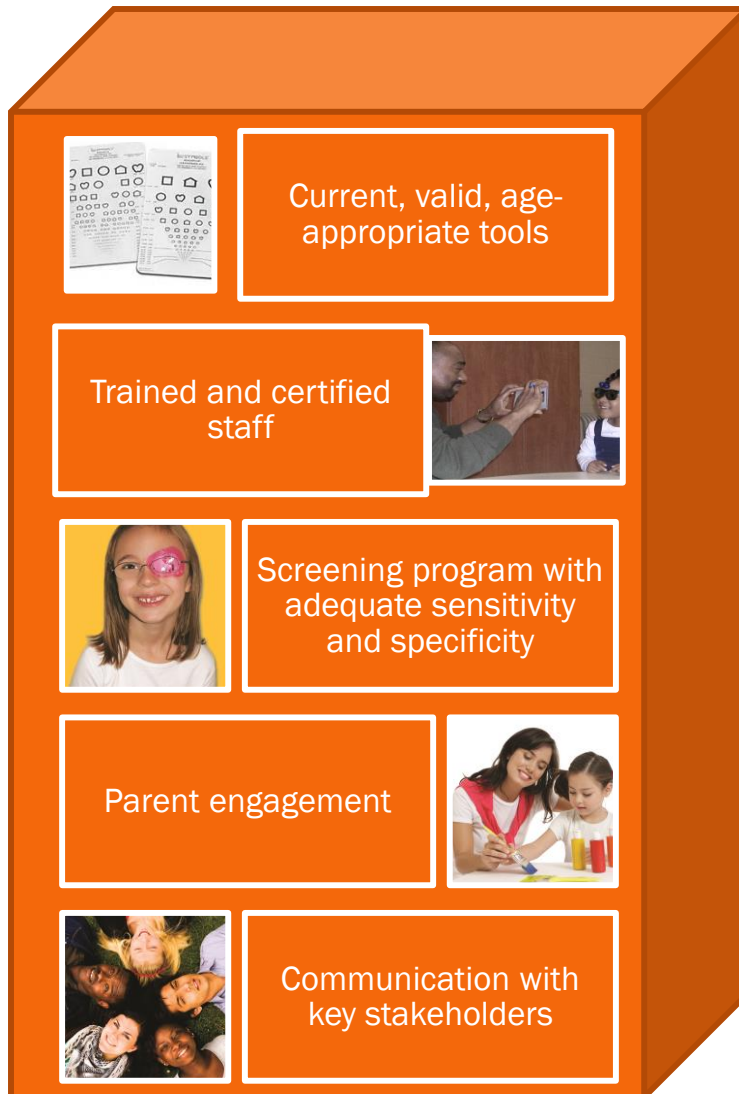 Current, valid, age-
appropriate tools
Trained and certified
staff
Screening program with
adequate sensitivity
and specificity
Parent engagement
Communication with
key stakeholders